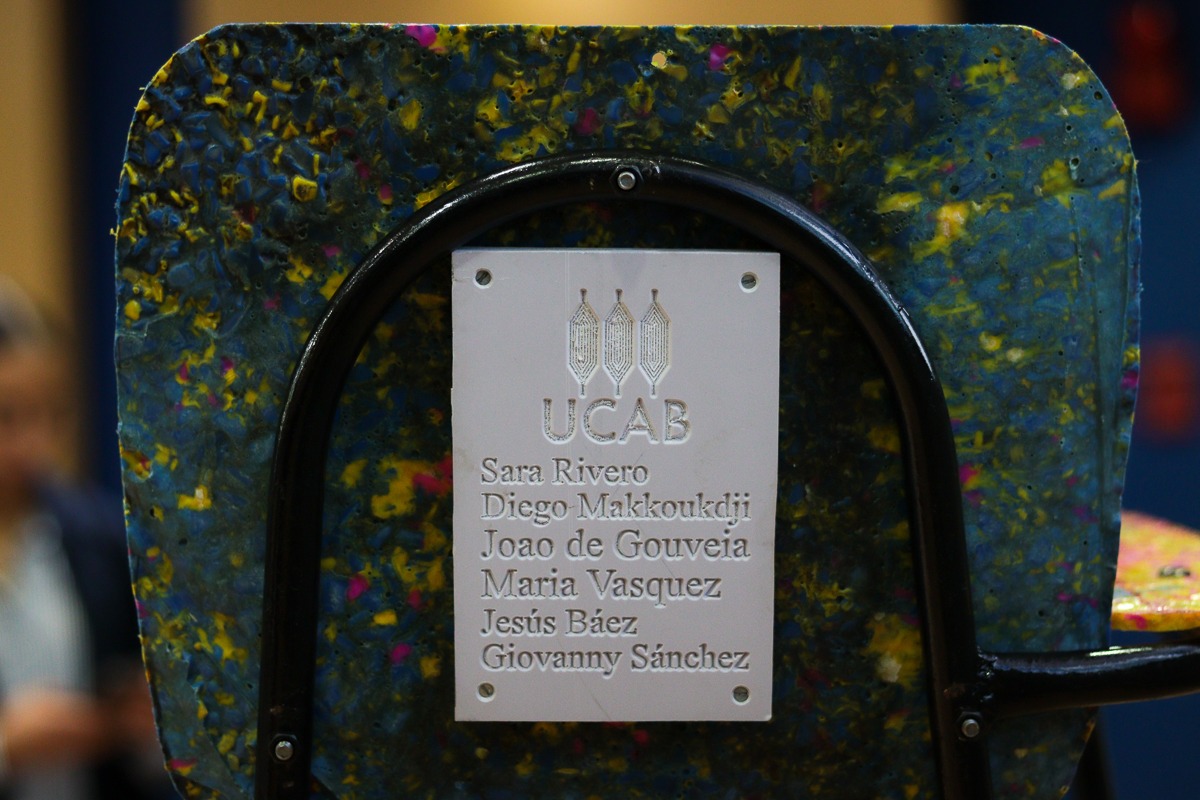 UCAB
Sara Rivero
Diego Makkoukdji
Joao de Gouveia
Maria Vasquez
Jesús Báez
Giovanny Sánchez